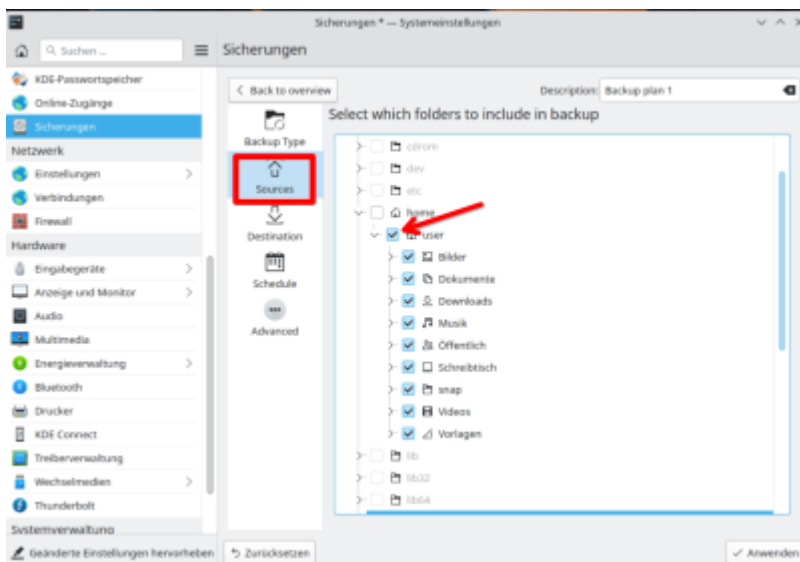 Sicherungen * — Systemeinstellungen
Suchen ...
Sicherungen
KDE-Passwortspeicher
Online-Zugänge
Sicherungen
Netzwerk
Einstellungen
Verbindungen
Firewall
Hardware
Eingabegeräte
Anzeige und Monitor
Audio
Multimedia
Energieverwaltung
Bluetooth
Drucker
KDE Connect
Treiberverwaltung
Wechselmedien
Thunderbolt
Systemverwaltung
Geänderte Einstellungen hervorheben
Back to overview
Description: Backup plan 1
Backup Type
Sources
Destination
Schedule
Advanced
Select which folders to include in backup
cdrom
dev
etc
home
user
Bilder
Dokumente
Downloads
Musik
Öffentlich
Schreibtisch
snap
Videos
Vorlagen
lib
lib32
lib64
Zurücksetzen
Anwenden